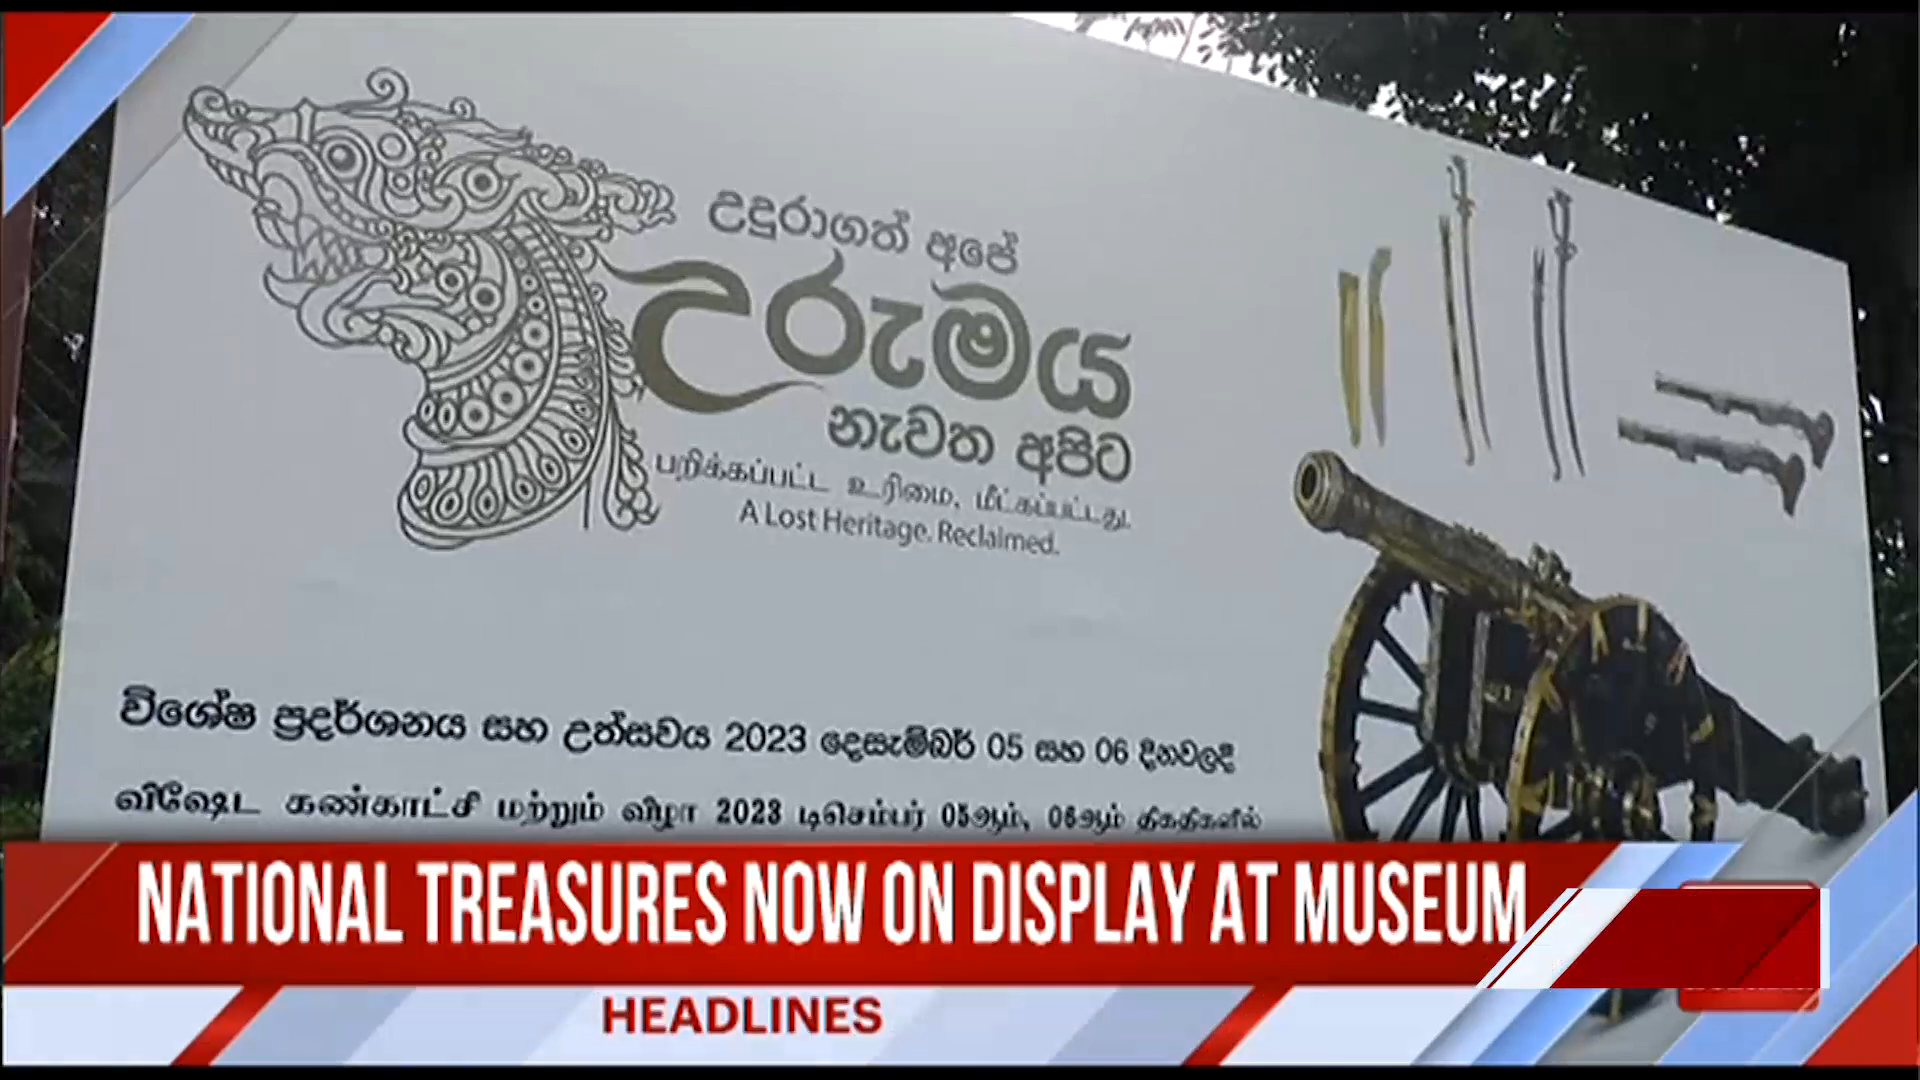 උදුරාගත් අපේ
උරුමය
නැවත අපිට
பறிக்கப்பட்ட உரிமை, மீட்கப்பட்டது.
A Lost Heritage. Reclaimed.
විශේෂ ප්‍රදර්ශනය සහ උත්සවය 2023 දෙසැම්බර් 05 සහ 06 දිනවලදී
விஷேட கண்காட்சி மற்றும் விழா 2023 டிசெம்பர் 05ஆம், 06ஆம் திகதிகளில்
NATIONAL TREASURES NOW ON DISPLAY AT MUSEUM
HEADLINES